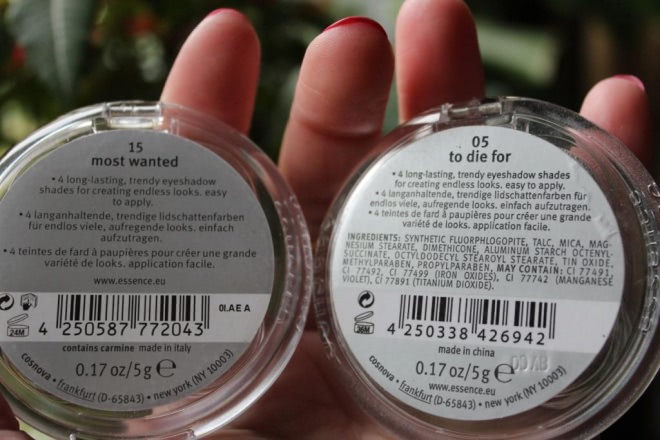 15
most wanted
• 4 long-lasting, trendy eyeshadow
shades for creating endless looks. easy
to apply.
• 4 langanhaltende, trendige lidschattenfarben
für endlos viele, aufregende looks. einfach
aufzutragen.
• 4 teintes de fard à paupières pour créer une grande
variété de looks. application facile.
www.essence.eu
0I.AE A
24M
4 250587 772043
contains carmine made in Italy
0.17 oz/5g ℮
cosnova • frankfurt (D-65843) • new york (NY 10003)
05
to die for
• 4 long-lasting, trendy eyeshadow shades
for creating endless looks. easy to apply.
• 4 langanhaltende, trendige lidschattenfarben für
endlos viele, aufregende looks. einfach aufzutragen.
• 4 teintes de fard à paupières pour créer une grande
variété de looks. application facile.
INGREDIENTS: SYNTHETIC FLUORPHLOGOPITE, TALC, MICA, MAG-
NESIUM STEARATE, DIMETHICONE, ALUMINUM STARCH OCTENYL-
SUCCINATE, OCTYLDODECYL STEAROYL STEARATE, TIN OXIDE,
METHYLPARABEN, PROPYLPARABEN, MAY CONTAIN: CI 77491,
CI 77492, CI 77499 (IRON OXIDES), CI 77742 (MANGANESE
VIOLET), CI 77891 (TITANIUM DIOXIDE).
36M
4 250338 426942
made in china
0.17 oz/5g ℮
www.essence.eu
cosnova • frankfurt (D-65843) • new york (NY 10003)